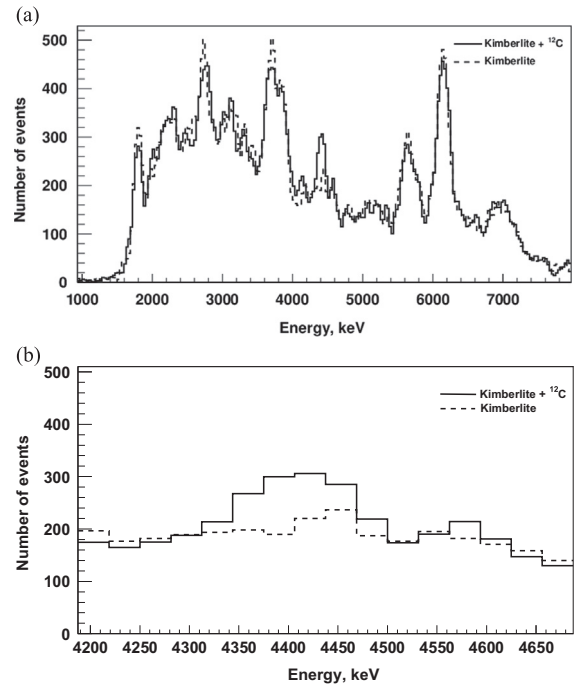 (a)
500
400
300
200
100
0
Number of events
Kimberlite + ¹²C
Kimberlite
1000 2000 3000 4000 5000 6000 7000
Energy, keV
(b)
500
400
300
200
100
0
Number of events
Kimberlite + ¹²C
Kimberlite
4200 4250 4300 4350 4400 4450 4500 4550 4600 4650
Energy, keV